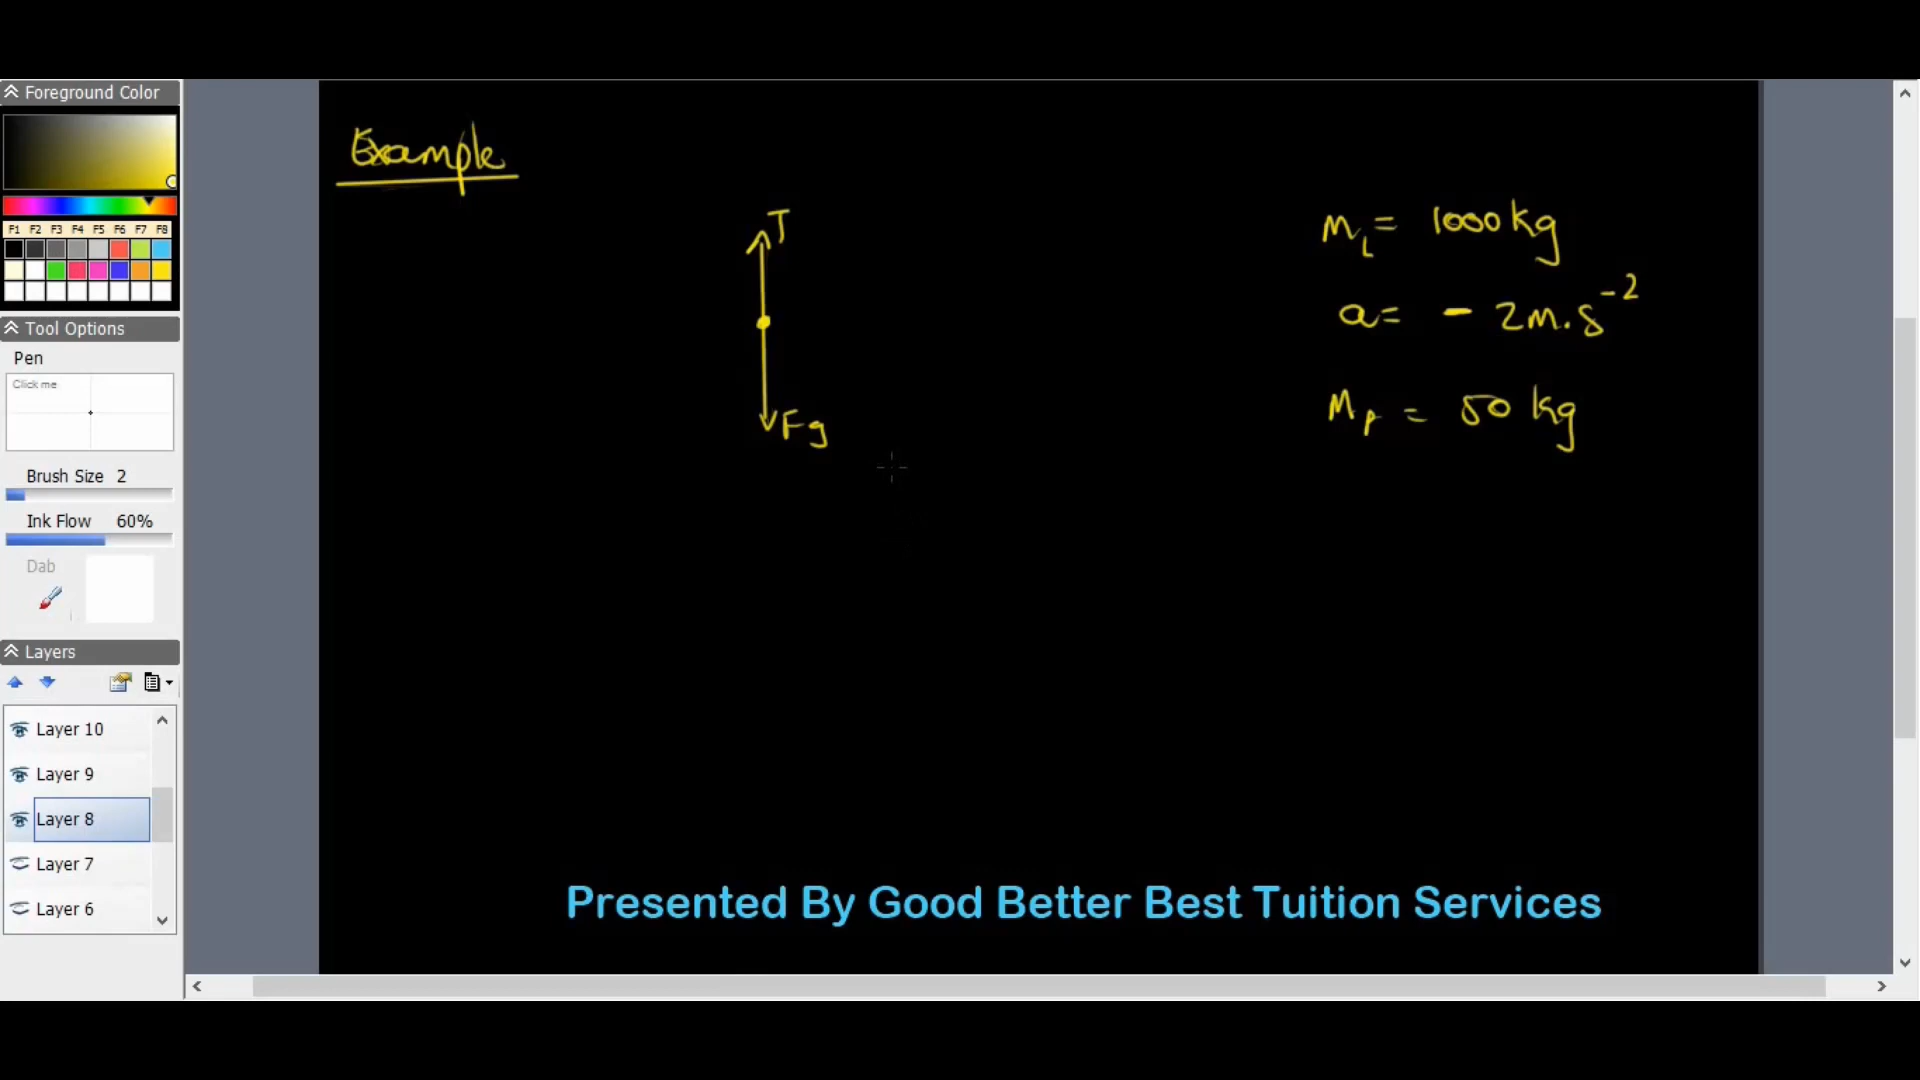 Foreground Color
F1 F2 F3 F4 F5 F6 F7 F8
Tool Options
Pen
Click me
Brush Size 2
Ink Flow 60%
Dab
Layers
Layer 10
Layer 9
Layer 8
Layer 7
Layer 6
Example
T
Fg
m_L = 1000 kg
a = - 2 m.s^-2
M_P = 50 kg
Presented By Good Better Best Tuition Services